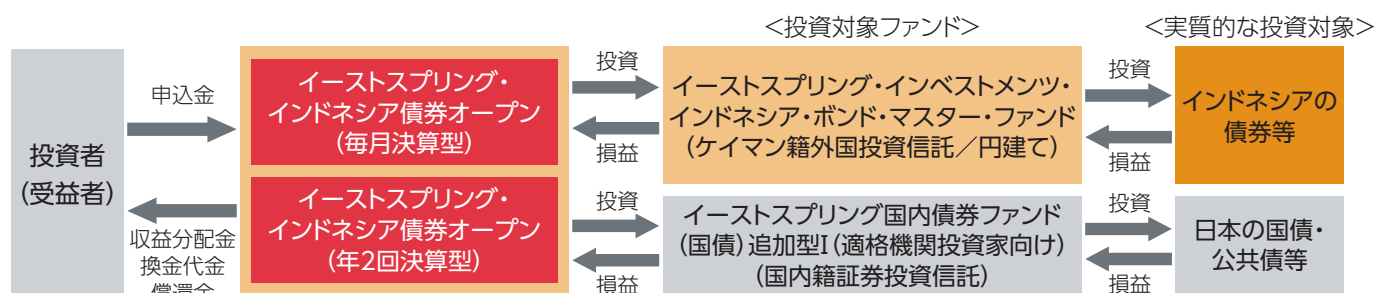 ＜投資対象ファンド＞
＜実質的な投資対象＞
投資者
（受益者）
申込金
収益分配金
換金代金
償還金
イーストスプリング・
インドネシア債券オープン
（毎月決算型）
イーストスプリング・
インドネシア債券オープン
（年2回決算型）
投資
損益
投資
損益
イーストスプリング・インベストメンツ・
インドネシア・ボンド・マスター・ファンド
（ケイマン籍外国投資信託／円建て）
イーストスプリング国内債券ファンド
（国債）追加型I（適格機関投資家向け）
（国内籍証券投資信託）
投資
損益
投資
損益
インドネシアの
債券等
日本の国債・
公共債等